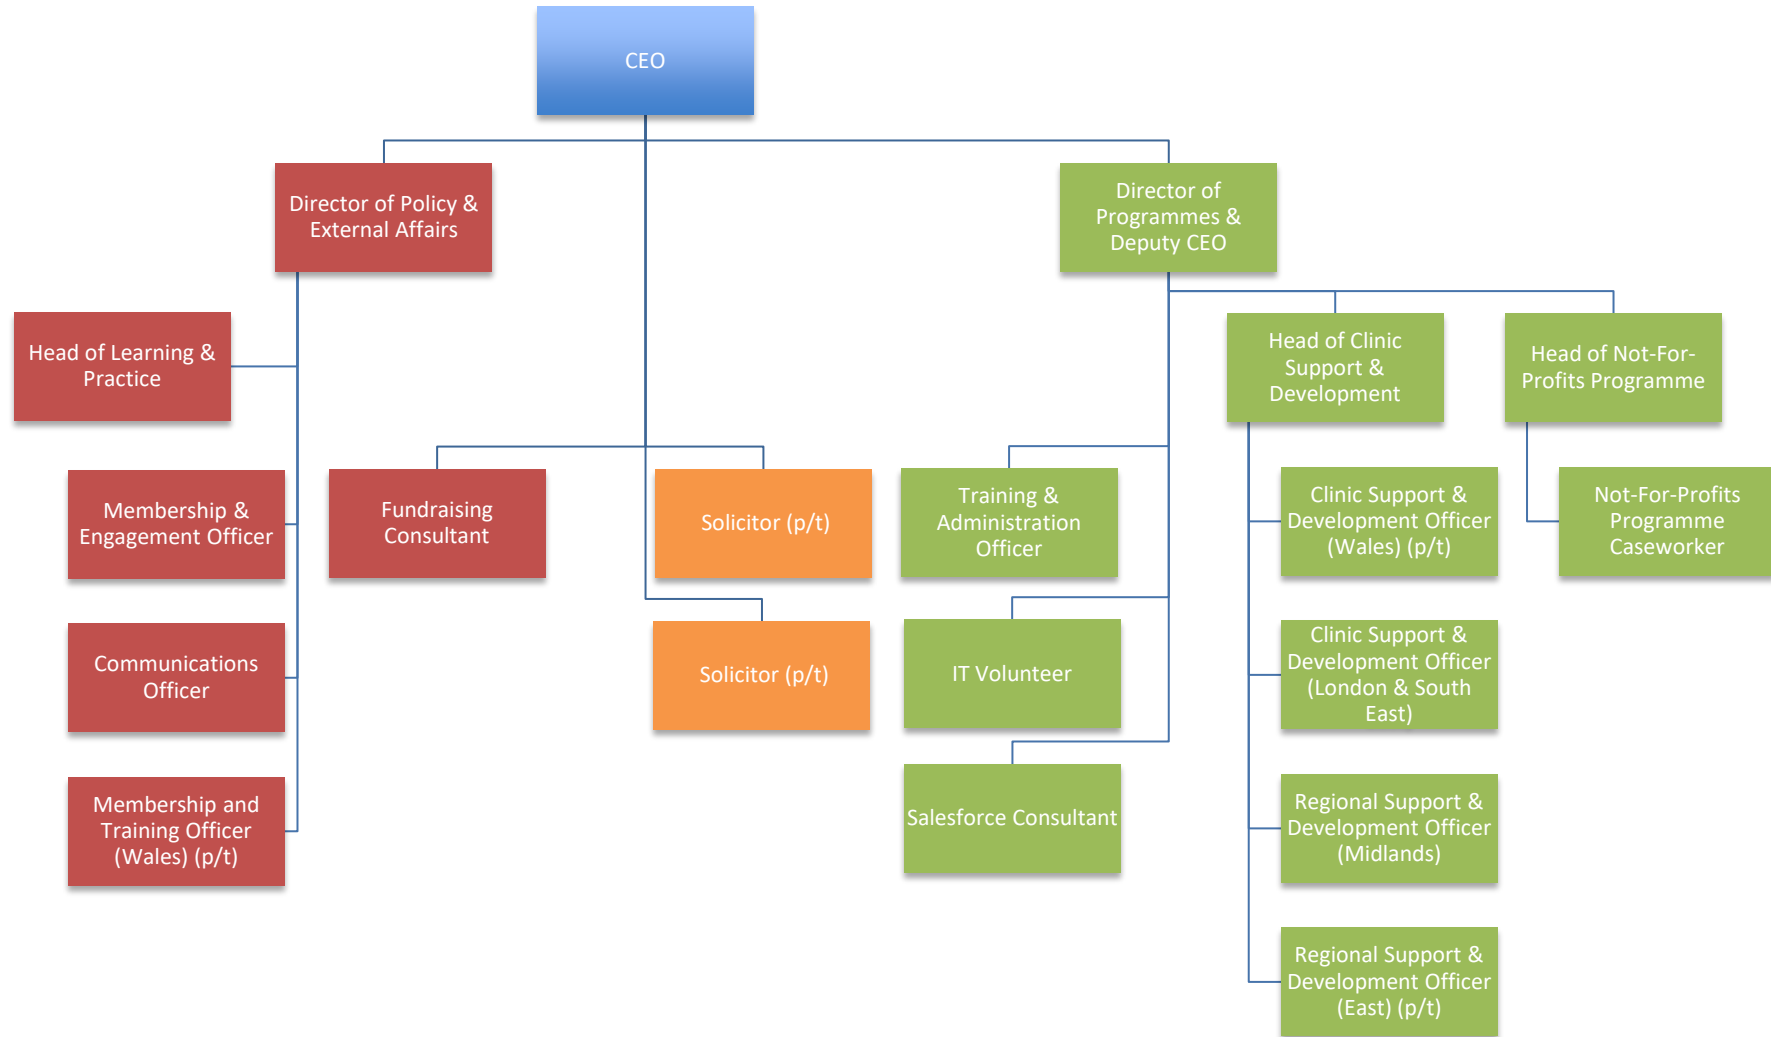 CEO
Director of Policy &
External Affairs
Director of
Programmes &
Deputy CEO
Head of Learning &
Practice
Head of Clinic
Support &
Development
Head of Not-For-
Profits Programme
Membership &
Engagement Officer
Fundraising
Consultant
Solicitor (p/t)
Training &
Administration
Officer
Clinic Support &
Development Officer
(Wales) (p/t)
Not-For-Profits
Programme
Caseworker
Communications
Officer
Solicitor (p/t)
IT Volunteer
Clinic Support &
Development Officer
(London & South
East)
Membership and
Training Officer
(Wales) (p/t)
Salesforce Consultant
Regional Support &
Development Officer
(Midlands)
Regional Support &
Development Officer
(East) (p/t)